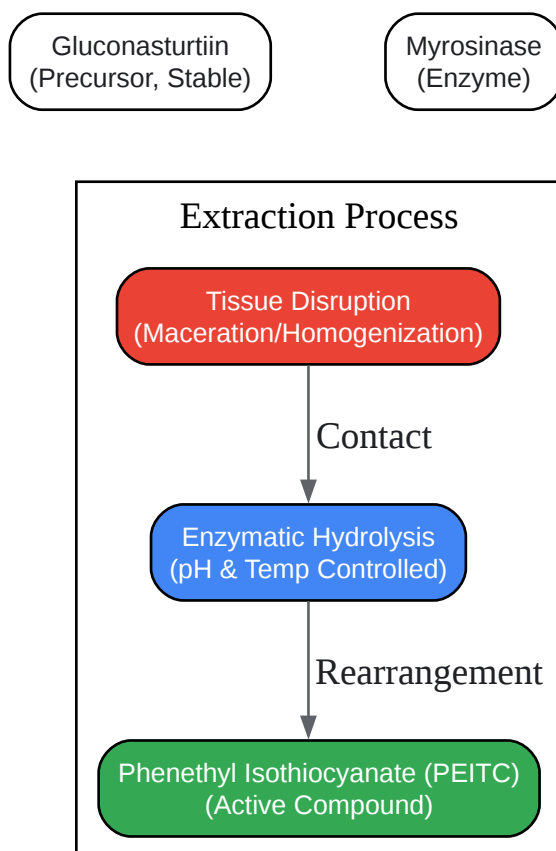 Gluconasturtiin
(Precursor, Stable)
Myrosinase
(Enzyme)
Extraction Process
Tissue Disruption
(Maceration/Homogenization)
Contact
Enzymatic Hydrolysis
(pH & Temp Controlled)
Rearrangement
Phenethyl Isothiocyanate (PEITC)
(Active Compound)